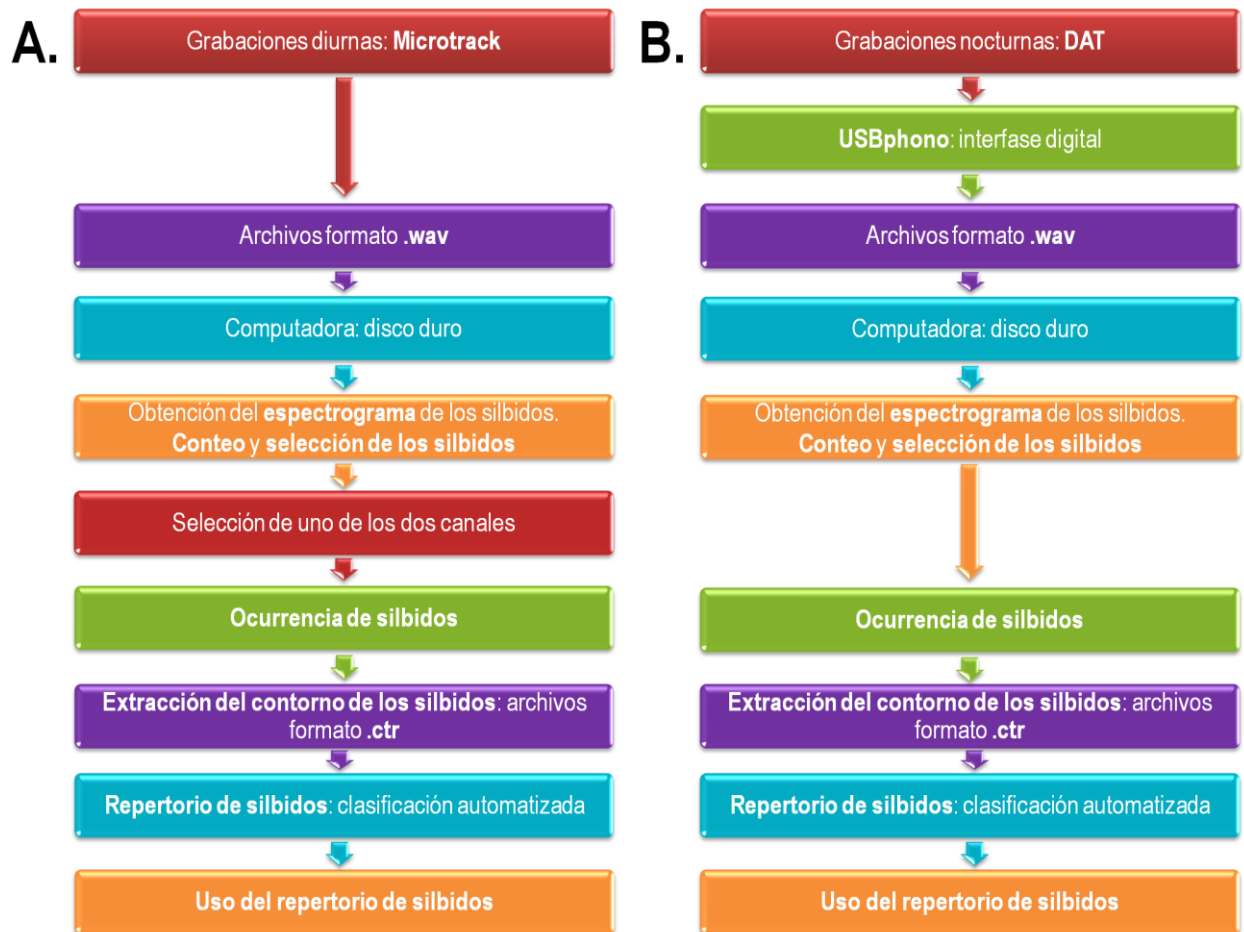 A.
Grabaciones diurnas: Microtrack
Archivos formato .wav
Computadora: disco duro
Obtención del espectrograma de los silbidos.
Conteo y selección de los silbidos
Selección de uno de los dos canales
Ocurrencia de silbidos
Extracción del contorno de los silbidos: archivos
formato .ctr
Repertorio de silbidos: clasificación automatizada
Uso del repertorio de silbidos
B.
Grabaciones nocturnas: DAT
USBphono: interfase digital
Archivos formato .wav
Computadora: disco duro
Obtención del espectrograma de los silbidos.
Conteo y selección de los silbidos
Ocurrencia de silbidos
Extracción del contorno de los silbidos: archivos
formato .ctr
Repertorio de silbidos: clasificación automatizada
Uso del repertorio de silbidos